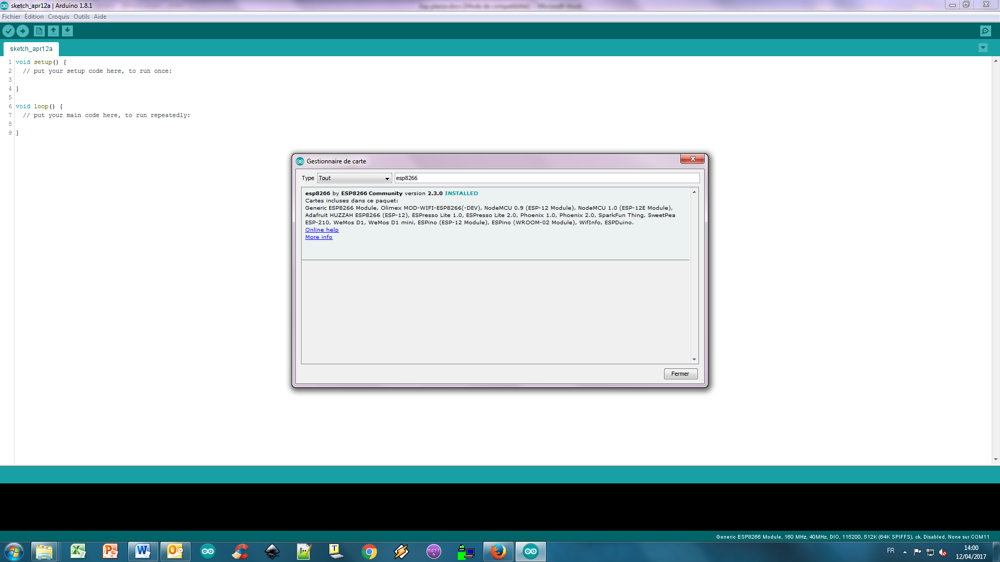 sketch_apr12a | Arduino 1.8.1
Fichier Édition Croquis Outils Aide
sketch_apr12a
1 void setup() {
2 // put your setup code here, to run once:
3
4 }
5
6 void loop() {
7 // put your main code here, to run repeatedly:
8
9 }
Gestionnaire de carte
Type Tout esp8266
esp8266 by ESP8266 Community version 2.3.0 INSTALLED
Cartes incluses dans ce paquet:
Generic ESP8266 Module, Olimex MOD-WIFI-ESP8266(-DEV), NodeMCU 0.9 (ESP-12 Module), NodeMCU 1.0 (ESP-12E Module),
Adafruit HUZZAH ESP8266 (ESP-12), ESPresso Lite 1.0, ESPresso Lite 2.0, Phoenix 1.0, Phoenix 2.0, SparkFun Thing, SweetPea
ESP-210, WeMos D1, WeMos D1 mini, ESPino (ESP-12 Module), ESPino (WROOM-02 Module), WifInfo, ESPDuino.
Online help
More info
Fermer
Generic ESP8266 Module, 160 MHz, 40MHz, DIO, 115200, 512K (64K SPIFFS), ck, Disabled, None sur COM11
MATT
FR
14:00
12/04/2017